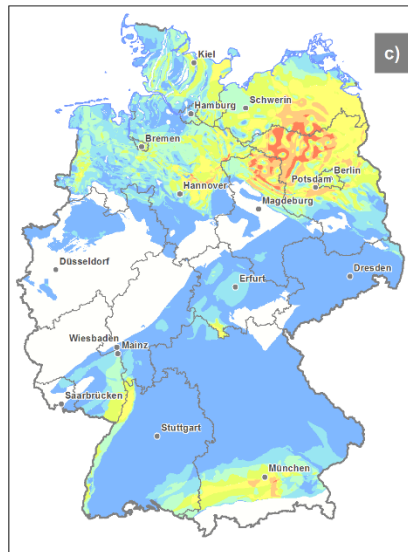 c)
Kiel
Hamburg
Schwerin
Bremen
Berlin
Potsdam
Hannover
Magdeburg
Düsseldorf
Erfurt
Dresden
Wiesbaden
Mainz
Saarbrücken
Stuttgart
München